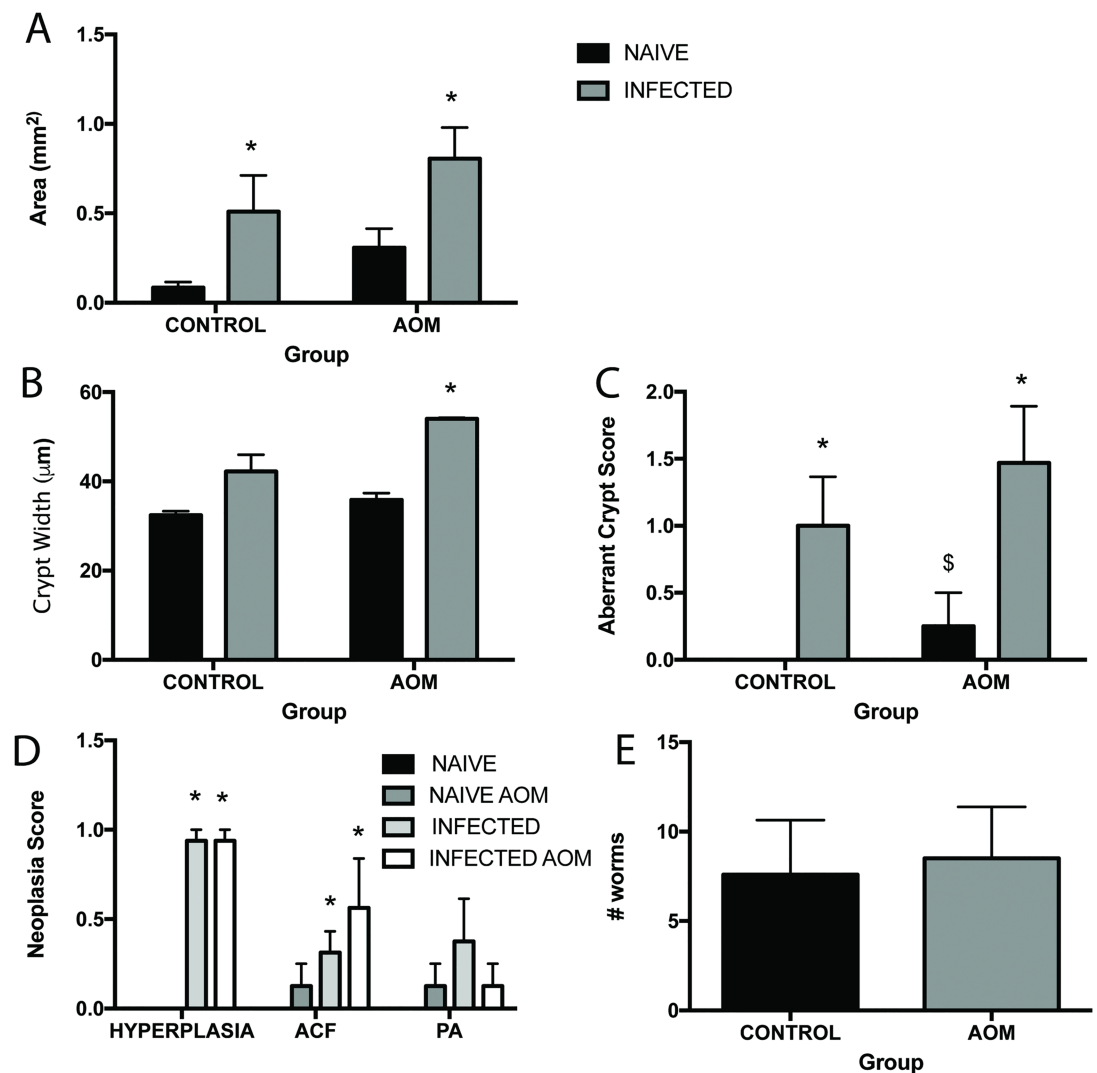 A
1.5
1.0
0.5
0.0
Area (mm²)
*
*
CONTROL
AOM
Group
NAIVE
INFECTED
B
60
40
20
0
Crypt Width (μm)
*
CONTROL
AOM
Group
C
2.0
1.5
1.0
0.5
0.0
Aberrant Crypt Score
*
$
*
CONTROL
AOM
Group
D
1.5
1.0
0.5
0.0
Neoplasia Score
* *
*
*
HYPERPLASIA
ACF
PA
NAIVE
NAIVE AOM
INFECTED
INFECTED AOM
E
15
10
5
0
# worms
CONTROL
AOM
Group